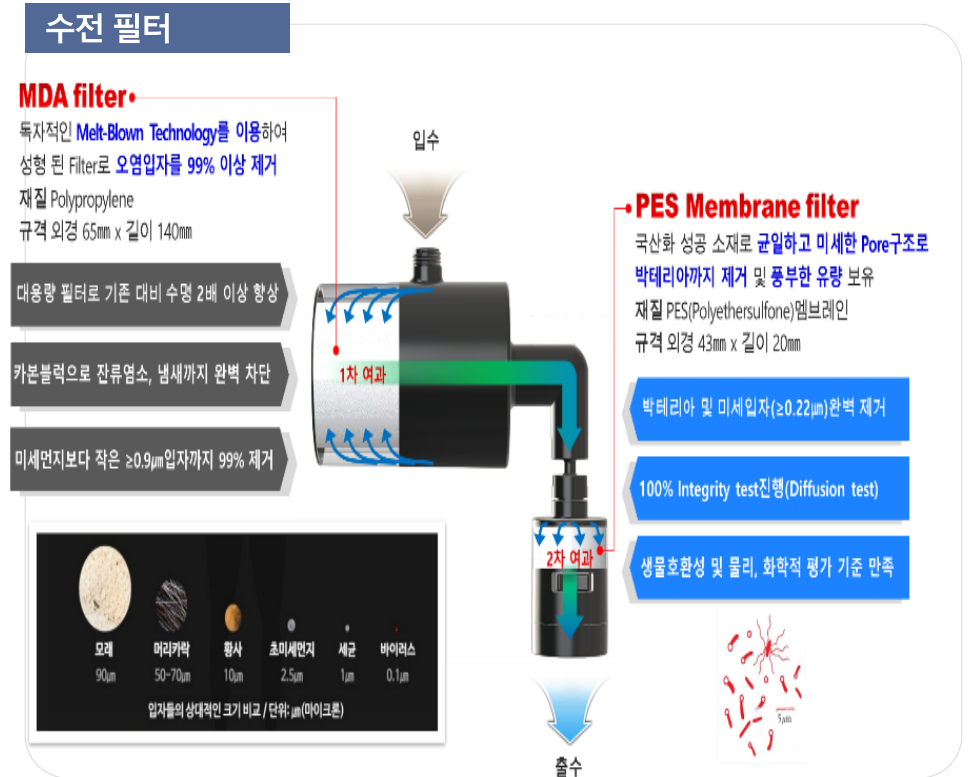 수전 필터
MDA filter
독자적인 Melt-Blown Technology를 이용하여
성형 된 Filter로 오염입자를 99% 이상 제거
재질 Polypropylene
규격 외경 65㎜ x 길이 140㎜
대용량 필터로 기존 대비 수명 2배 이상 향상
카본블럭으로 잔류염소, 냄새까지 완벽 차단
미세먼지보다 작은 ≥0.9㎛입자까지 99% 제거
입수
1차 여과
2차 여과
출수
PES Membrane filter
국산화 성공 소재로 균일하고 미세한 Pore구조로
박테리아까지 제거 및 풍부한 유량 보유
재질 PES(Polyethersulfone)멤브레인
규격 외경 43㎜ x 길이 20㎜
박테리아 및 미세입자(≥0.22㎛)완벽 제거
100% Integrity test진행(Diffusion test)
생물호환성 및 물리, 화학적 평가 기준 만족
모래 머리카락 황사 초미세먼지 세균 바이러스
90㎛ 50~70㎛ 10㎛ 2.5㎛ 1㎛ 0.1㎛
입자들의 상대적인 크기 비교 / 단위: ㎛(마이크론)
5㎛